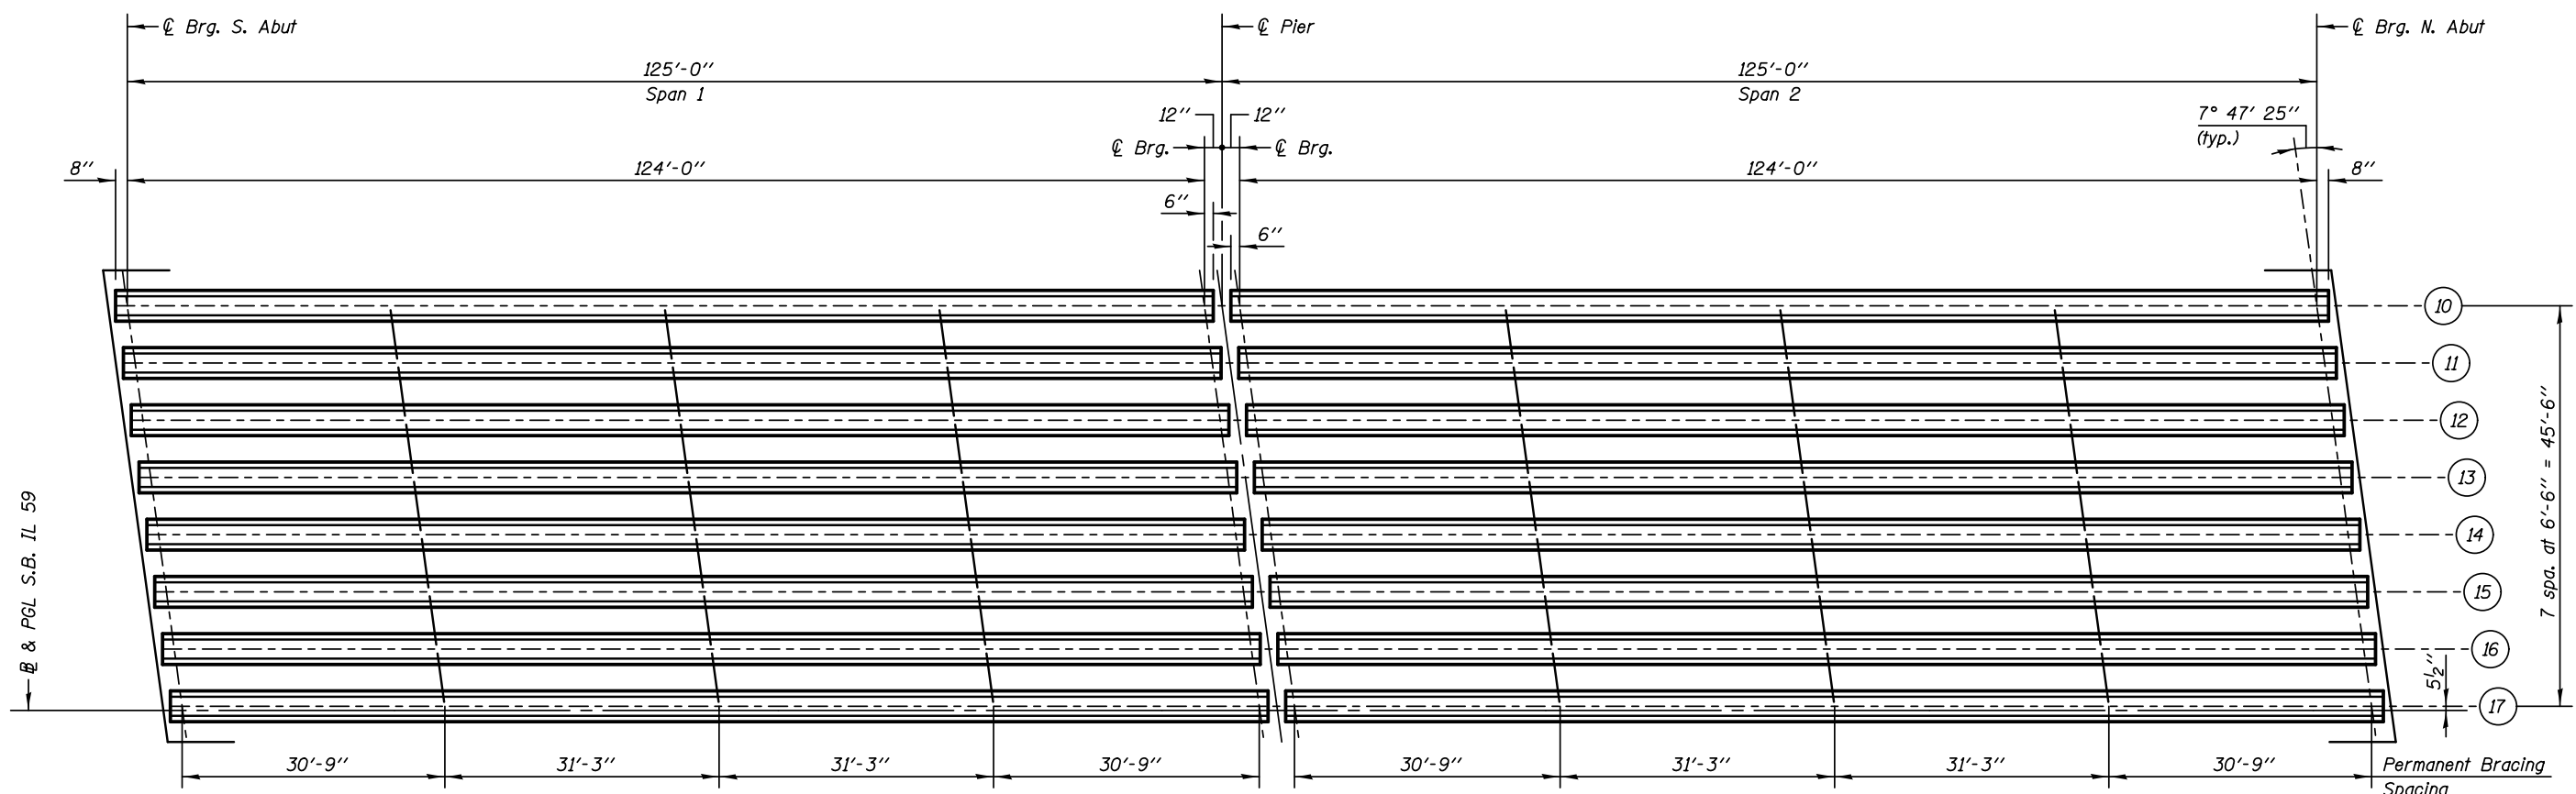 ℄ Brg. S. Abut
℄ Pier
℄ Brg. N. Abut
125'-0"
Span 1
125'-0"
Span 2
12"
12"
7° 47' 25"
(typ.)
℄ Brg.
℄ Brg.
8"
124'-0"
124'-0"
8"
6"
6"
10
11
12
13
14
15
16
17
7 spa. at 6'-6" = 45'-6"
5½"
& PGL S.B. IL 59
30'-9"
31'-3"
31'-3"
30'-9"
30'-9"
31'-3"
31'-3"
30'-9"
Permanent Bracing
Spacing